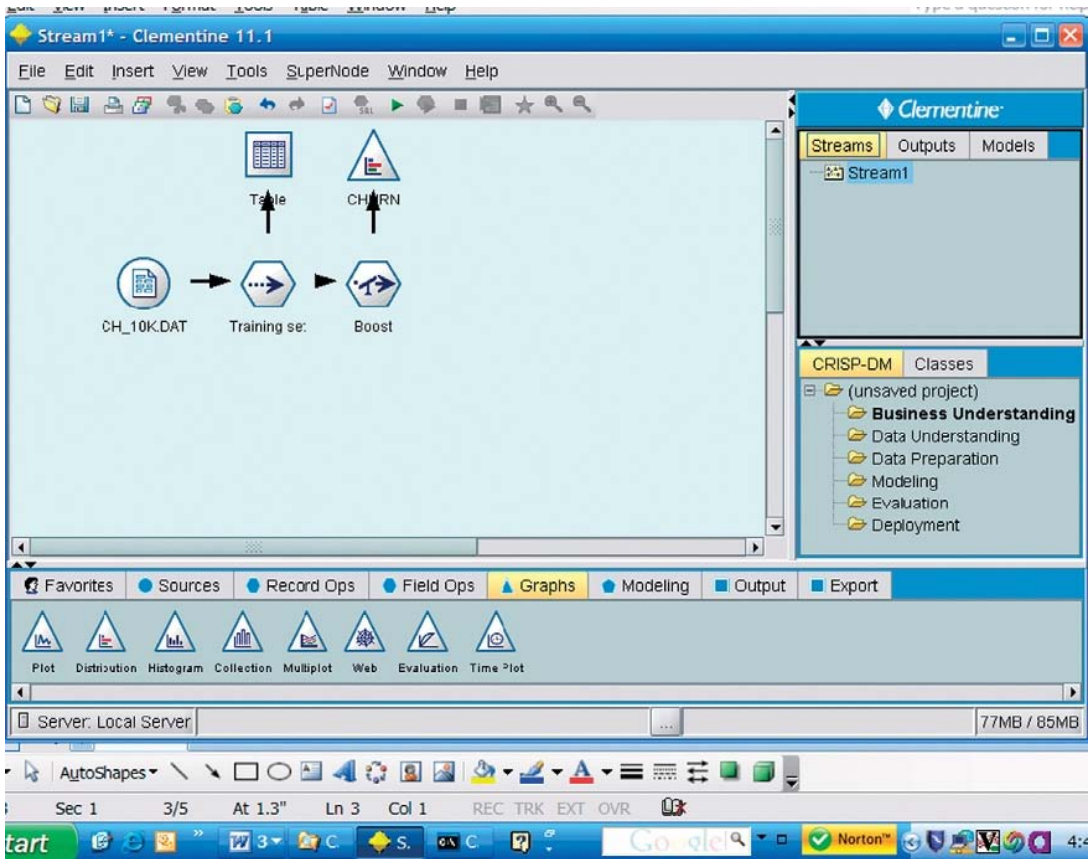 Stream1* - Clementine 11.1
File Edit Insert View Tools SuperNode Window Help
Table
CHURN
CH_10K.DAT
Training set
Boost
Clementine
Streams Outputs Models
Stream1
CRISP-DM Classes
(unsaved project)
Business Understanding
Data Understanding
Data Preparation
Modeling
Evaluation
Deployment
Favorites Sources Record Ops Field Ops Graphs Modeling Output Export
Plot Distribution Histogram Collection Multiplot Web Evaluation Time Plot
Server: Local Server ... 77MB / 85MB
AutoShapes
Sec 1 3/5 At 1.3" Ln 3 Col 1 REC TRK EXT OVR
tart 3 C. S. C. Google Norton™